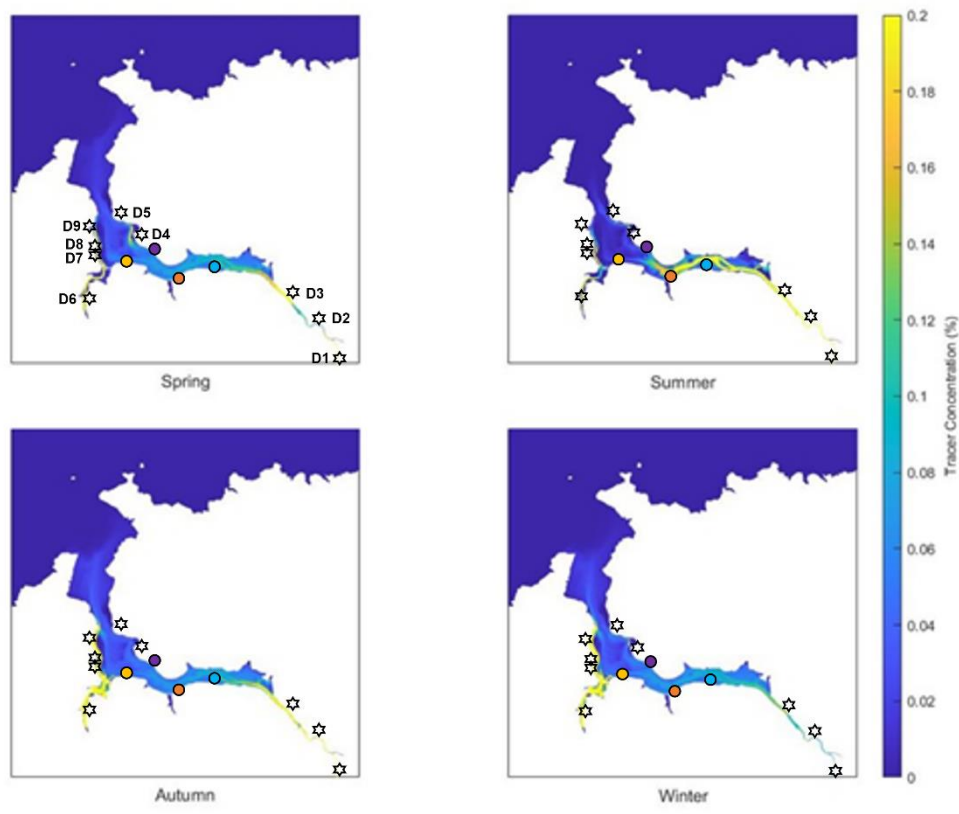 0.2
0.18
0.16
0.14
0.12
0.1
0.08
0.06
0.04
0.02
0
Tracer Concentration (%)
D5
D9
D4
D8
D7
D6
D3
D2
D1
Spring
Summer
Autumn
Winter